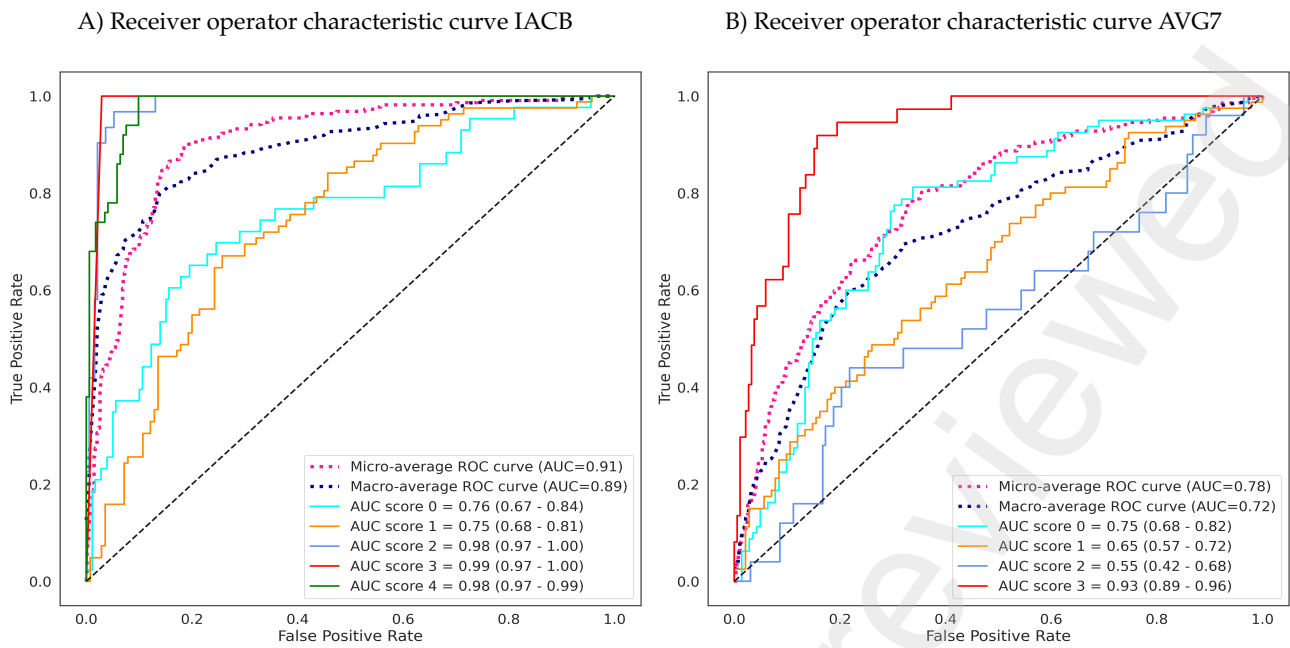 A) Receiver operator characteristic curve IACB
True Positive Rate
1.0
0.8
0.6
0.4
0.2
0.0
Micro-average ROC curve (AUC=0.91)
Macro-average ROC curve (AUC=0.89)
AUC score 0 = 0.76 (0.67 - 0.84)
AUC score 1 = 0.75 (0.68 - 0.81)
AUC score 2 = 0.98 (0.97 - 1.00)
AUC score 3 = 0.99 (0.97 - 1.00)
AUC score 4 = 0.98 (0.97 - 0.99)
0.0 0.2 0.4 0.6 0.8 1.0
False Positive Rate
B) Receiver operator characteristic curve AVG7
True Positive Rate
1.0
0.8
0.6
0.4
0.2
0.0
Micro-average ROC curve (AUC=0.78)
Macro-average ROC curve (AUC=0.72)
AUC score 0 = 0.75 (0.68 - 0.82)
AUC score 1 = 0.65 (0.57 - 0.72)
AUC score 2 = 0.55 (0.42 - 0.68)
AUC score 3 = 0.93 (0.89 - 0.96)
0.0 0.2 0.4 0.6 0.8 1.0
False Positive Rate
reviewed